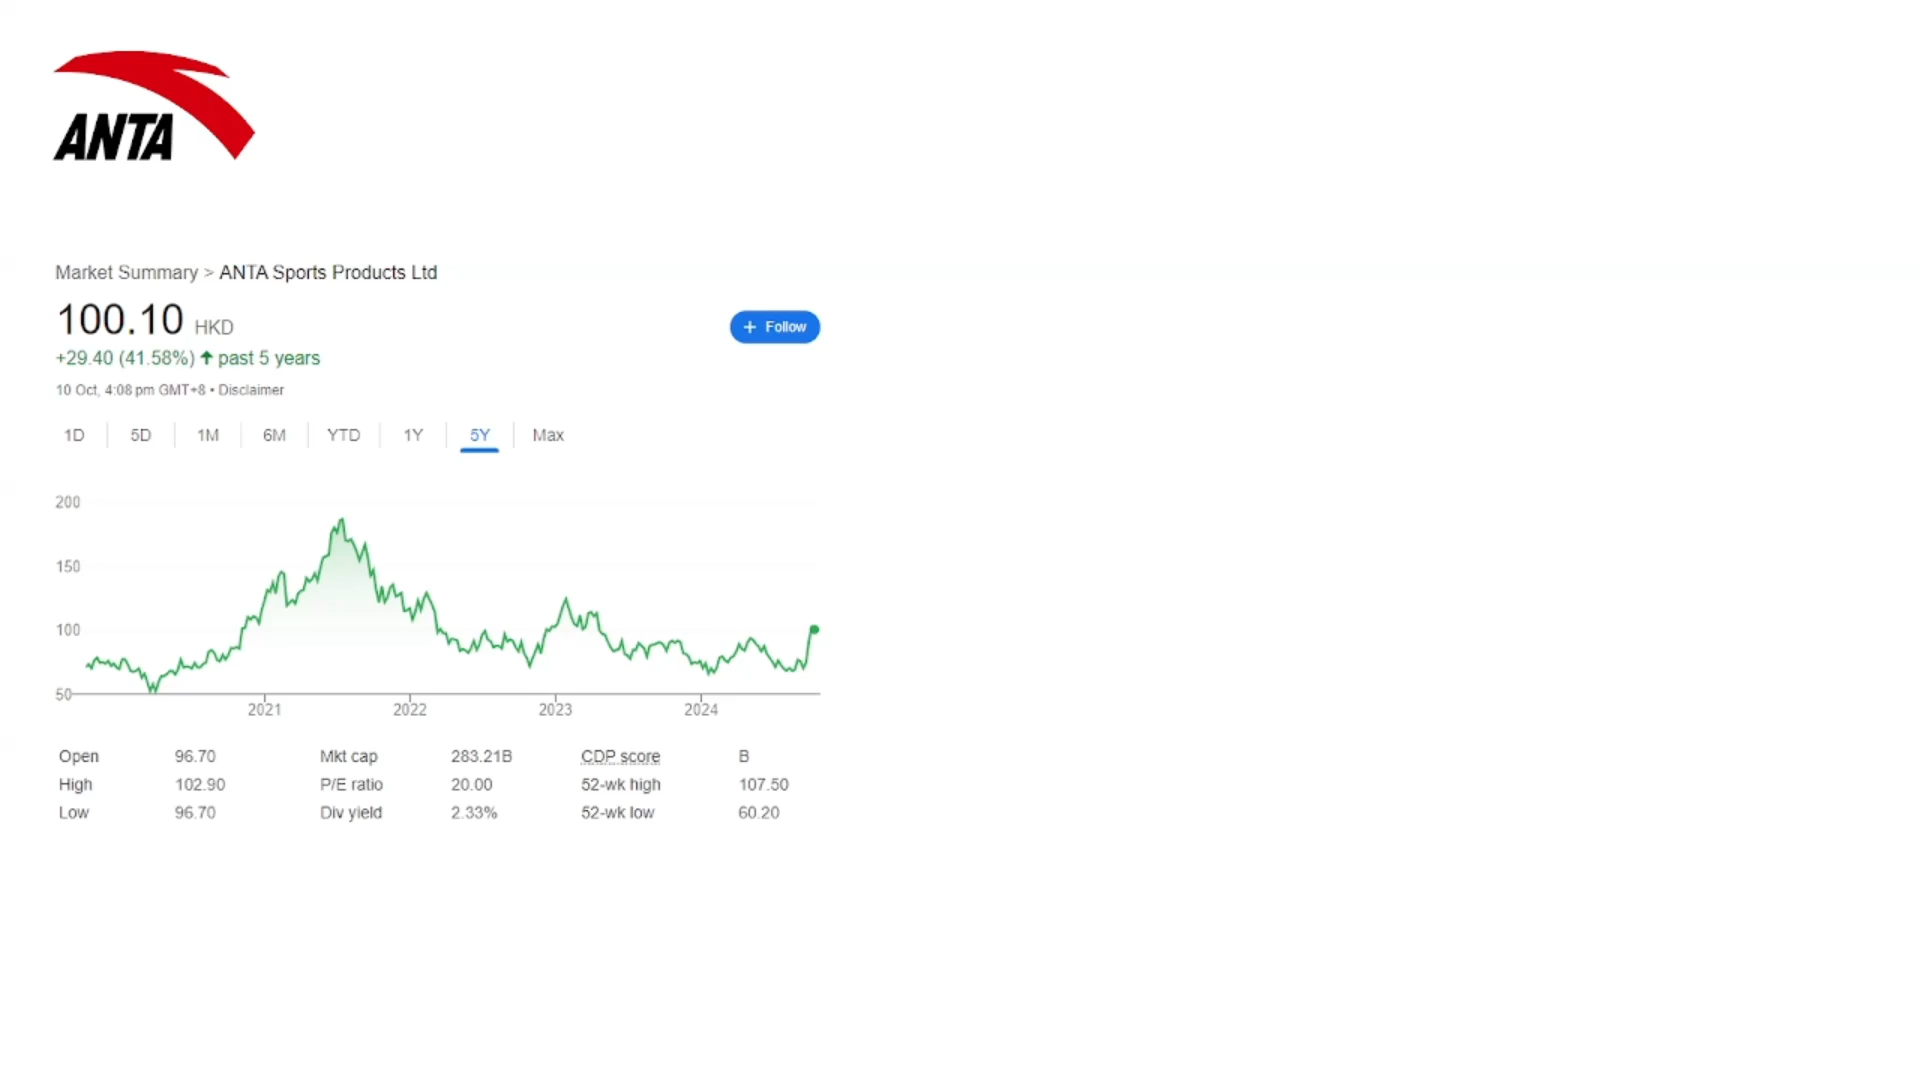 ANTA
Market Summary > ANTA Sports Products Ltd
100.10 HKD
+29.40 (41.58%) ↑ past 5 years
+ Follow
10 Oct, 4:08 pm GMT+8 • Disclaimer
1D 5D 1M 6M YTD 1Y 5Y Max
200
150
100
50
2021 2022 2023 2024
Open 96.70 Mkt cap 283.21B CDP score B
High 102.90 P/E ratio 20.00 52-wk high 107.50
Low 96.70 Div yield 2.33% 52-wk low 60.20